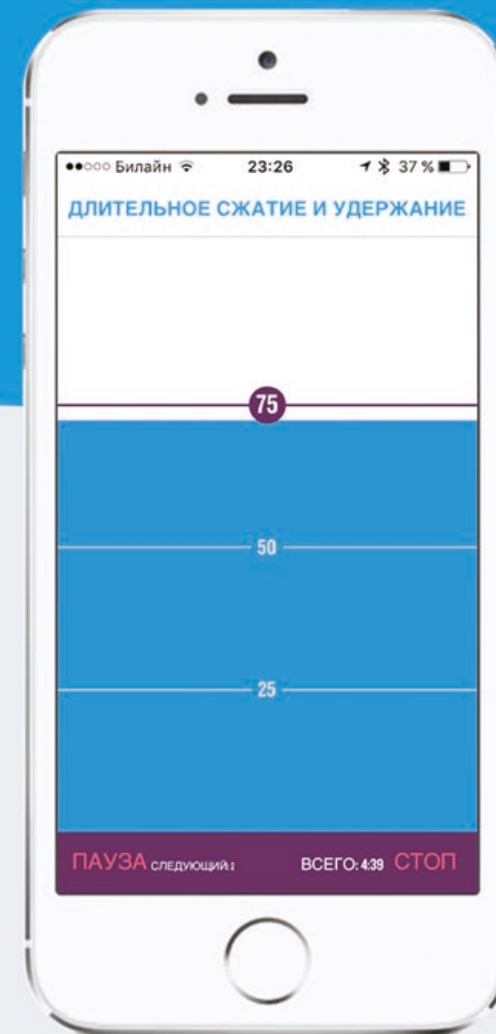 ●●○○○ Билайн 23:26 37 %
ДЛИТЕЛЬНОЕ СЖАТИЕ И УДЕРЖАНИЕ
75
50
25
ПАУЗА СЛЕДУЮЩИЙ: ВСЕГО: 4:39 СТОП